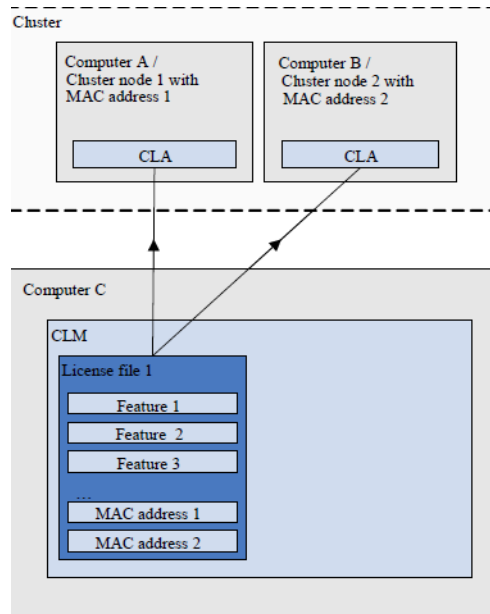 Cluster
Computer A /
Cluster node 1 with
MAC address 1
CLA
Computer B /
Cluster node 2 with
MAC address 2
CLA
Computer C
CLM
License file 1
Feature 1
Feature 2
Feature 3
...
MAC address 1
MAC address 2